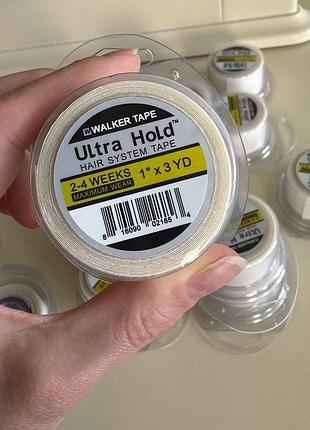 WALKER TAPE
Ultra Hold™
HAIR SYSTEM TAPE
2-4 WEEKS 1" x 3 YD
MAXIMUM WEAR
8 16090 02165 4
Ultra H